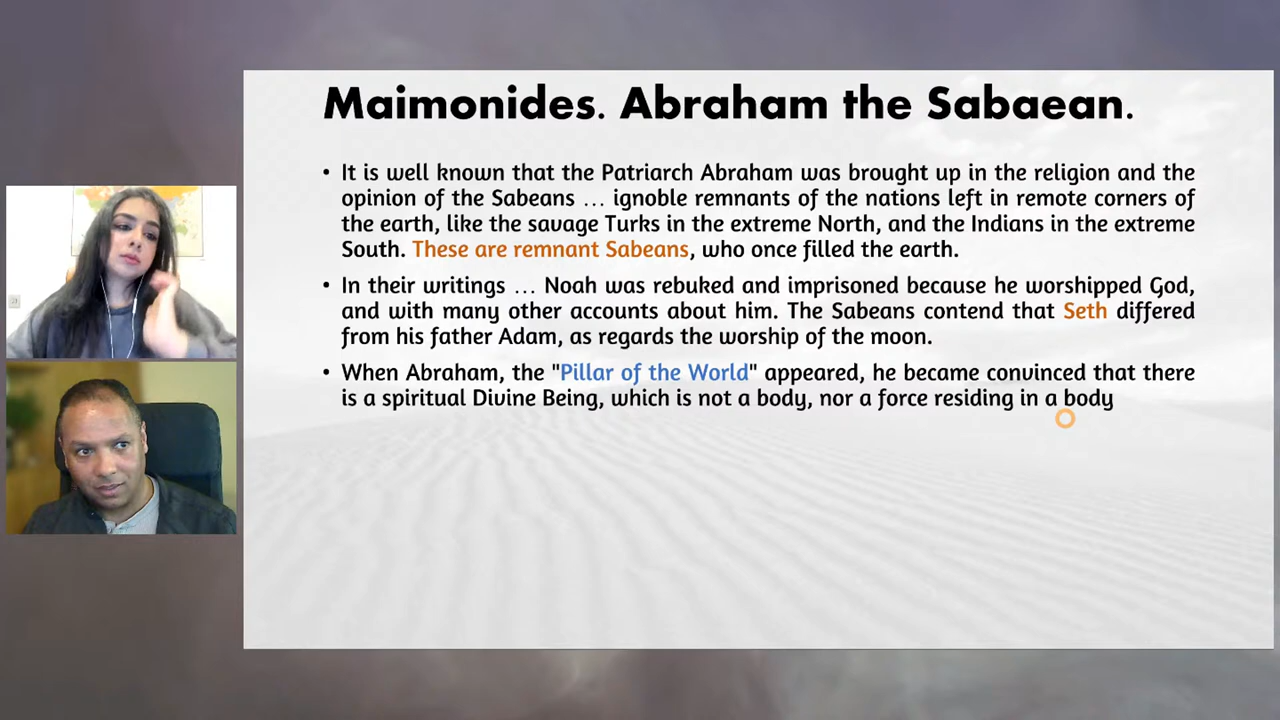 Maimonides. Abraham the Sabaean.
• It is well known that the Patriarch Abraham was brought up in the religion and the
opinion of the Sabeans ... ignoble remnants of the nations left in remote corners of
the earth, like the savage Turks in the extreme North, and the Indians in the extreme
South. These are remnant Sabeans, who once filled the earth.
• In their writings ... Noah was rebuked and imprisoned because he worshipped God,
and with many other accounts about him. The Sabeans contend that Seth differed
from his father Adam, as regards the worship of the moon.
• When Abraham, the "Pillar of the World" appeared, he became convinced that there
is a spiritual Divine Being, which is not a body, nor a force residing in a body